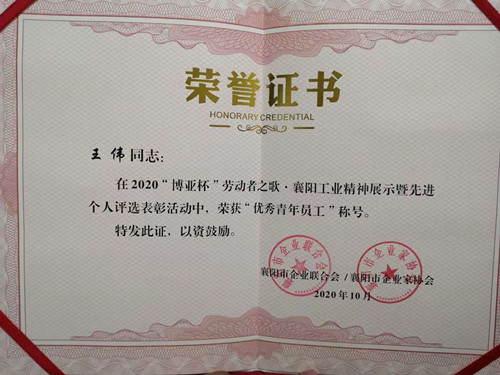 荣誉证书
HONORARY CREDENTIAL
王伟同志：
在2020“博亚杯”劳动者之歌·襄阳工业精神展示暨先进
个人评选表彰活动中，荣获“优秀青年员工”称号。
特发此证，以资鼓励。
襄阳市企业联合会/襄阳市企业家协会
2020年10月